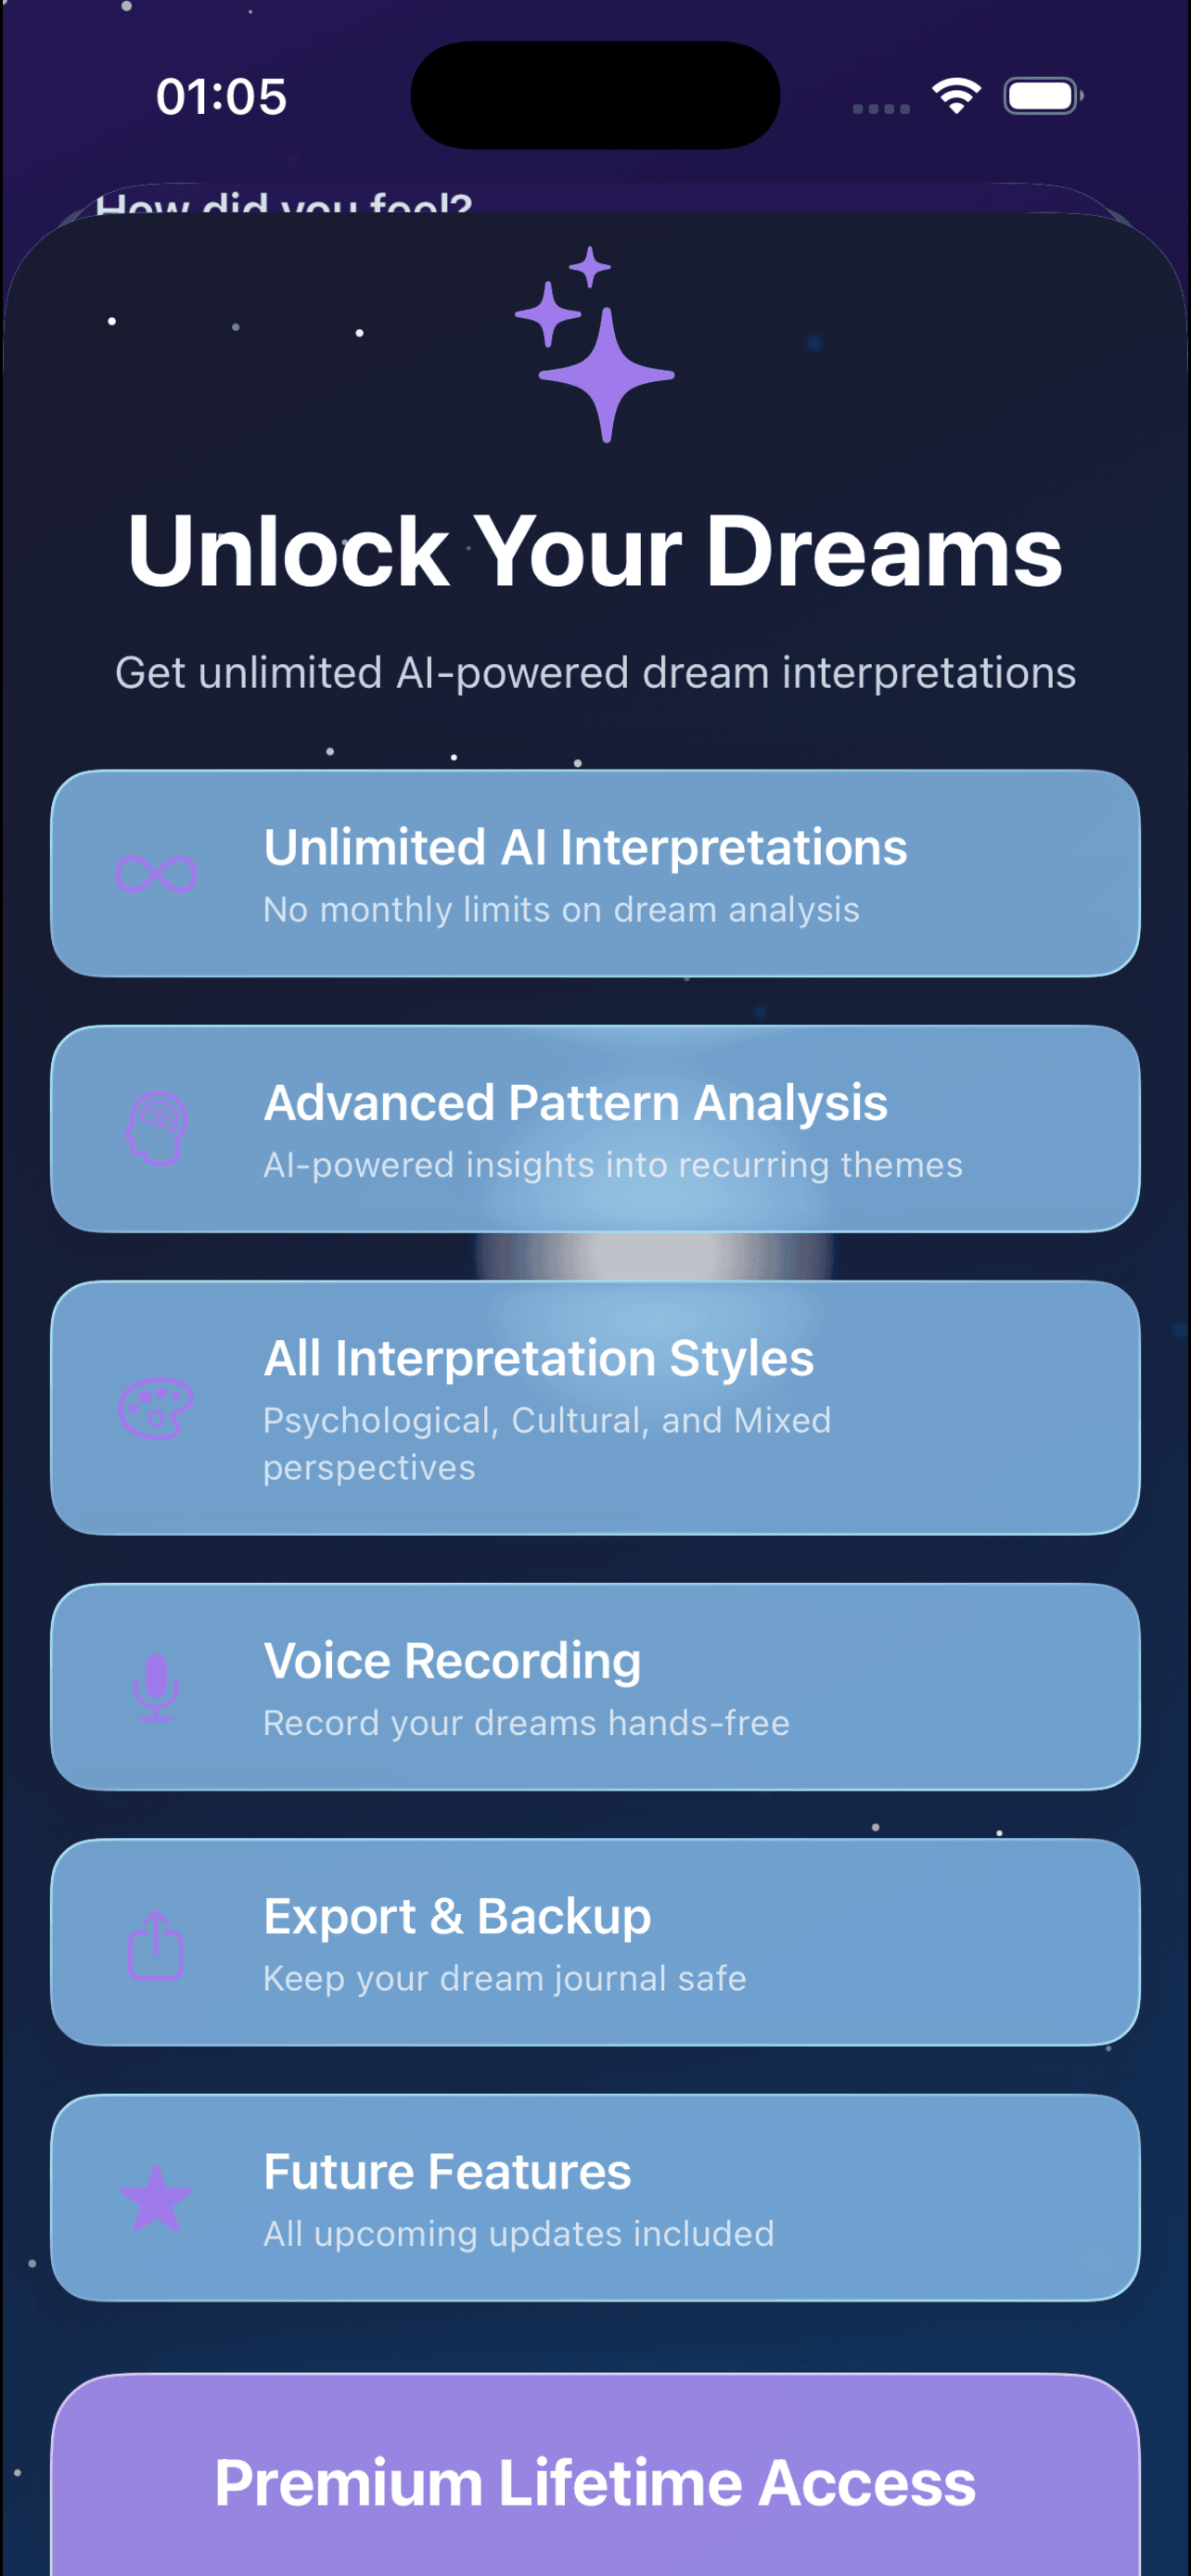 01:05
How did you feel?
Unlock Your Dreams
Get unlimited AI-powered dream interpretations
Unlimited AI Interpretations
No monthly limits on dream analysis
Advanced Pattern Analysis
AI-powered insights into recurring themes
All Interpretation Styles
Psychological, Cultural, and Mixed
perspectives
Voice Recording
Record your dreams hands-free
Export & Backup
Keep your dream journal safe
Future Features
All upcoming updates included
Premium Lifetime Access